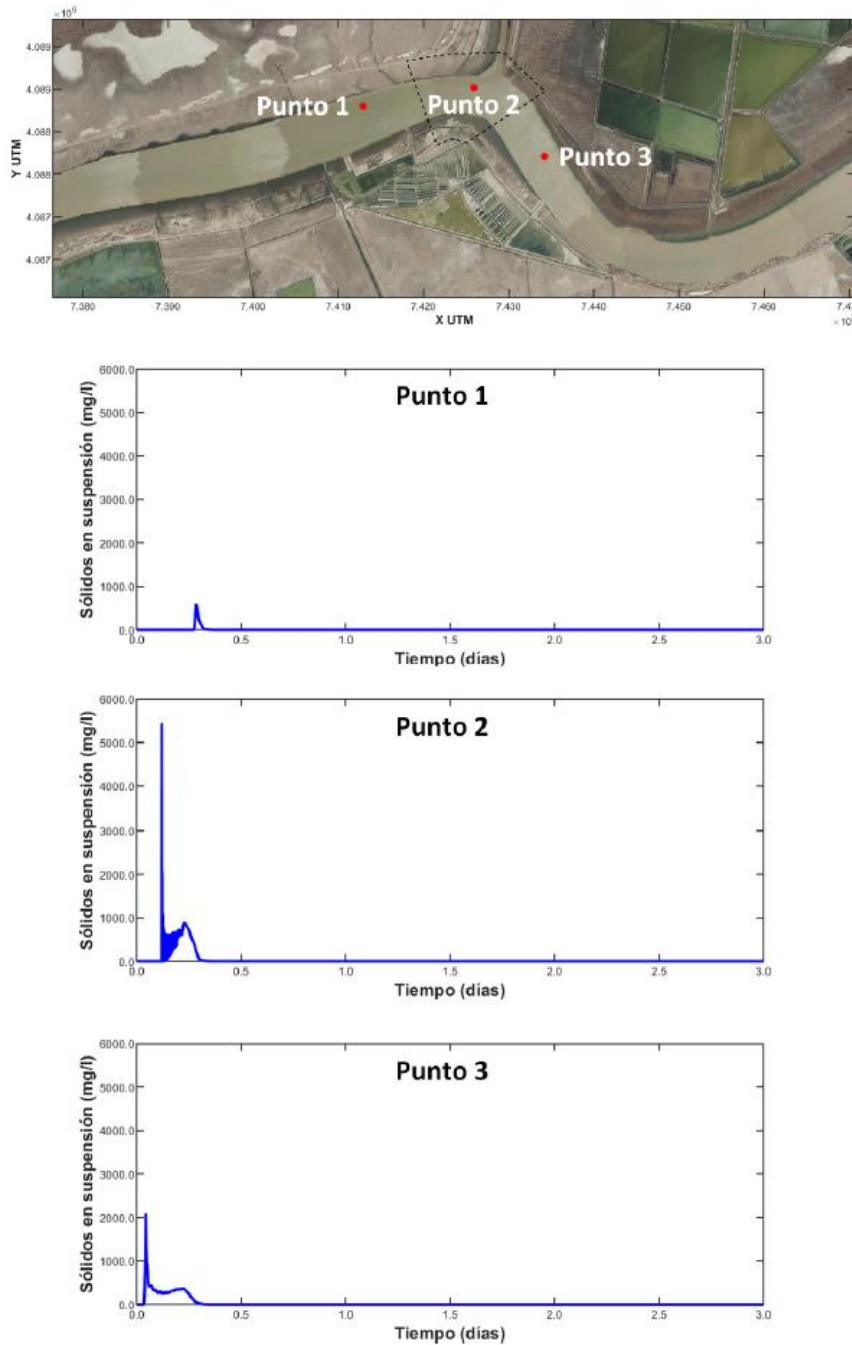 ×10⁶
4.089
4.089
4.088
4.088
4.087
4.087
Y UTM
Punto 1
Punto 2
Punto 3
7.380 7.390 7.400 7.410 7.420 7.430 7.440 7.450 7.460
X UTM
Punto 1
Sólidos en suspensión (mg/l)
6000.0
5000.0
4000.0
3000.0
2000.0
1000.0
0.0
0.0 0.5 1.0 1.5 2.0 2.5 3.0
Tiempo (días)
Punto 2
Sólidos en suspensión (mg/l)
6000.0
5000.0
4000.0
3000.0
2000.0
1000.0
0.0
0.0 0.5 1.0 1.5 2.0 2.5 3.0
Tiempo (días)
Punto 3
Sólidos en suspensión (mg/l)
6000.0
5000.0
4000.0
3000.0
2000.0
1000.0
0.0
0.0 0.5 1.0 1.5 2.0 2.5 3.0
Tiempo (días)